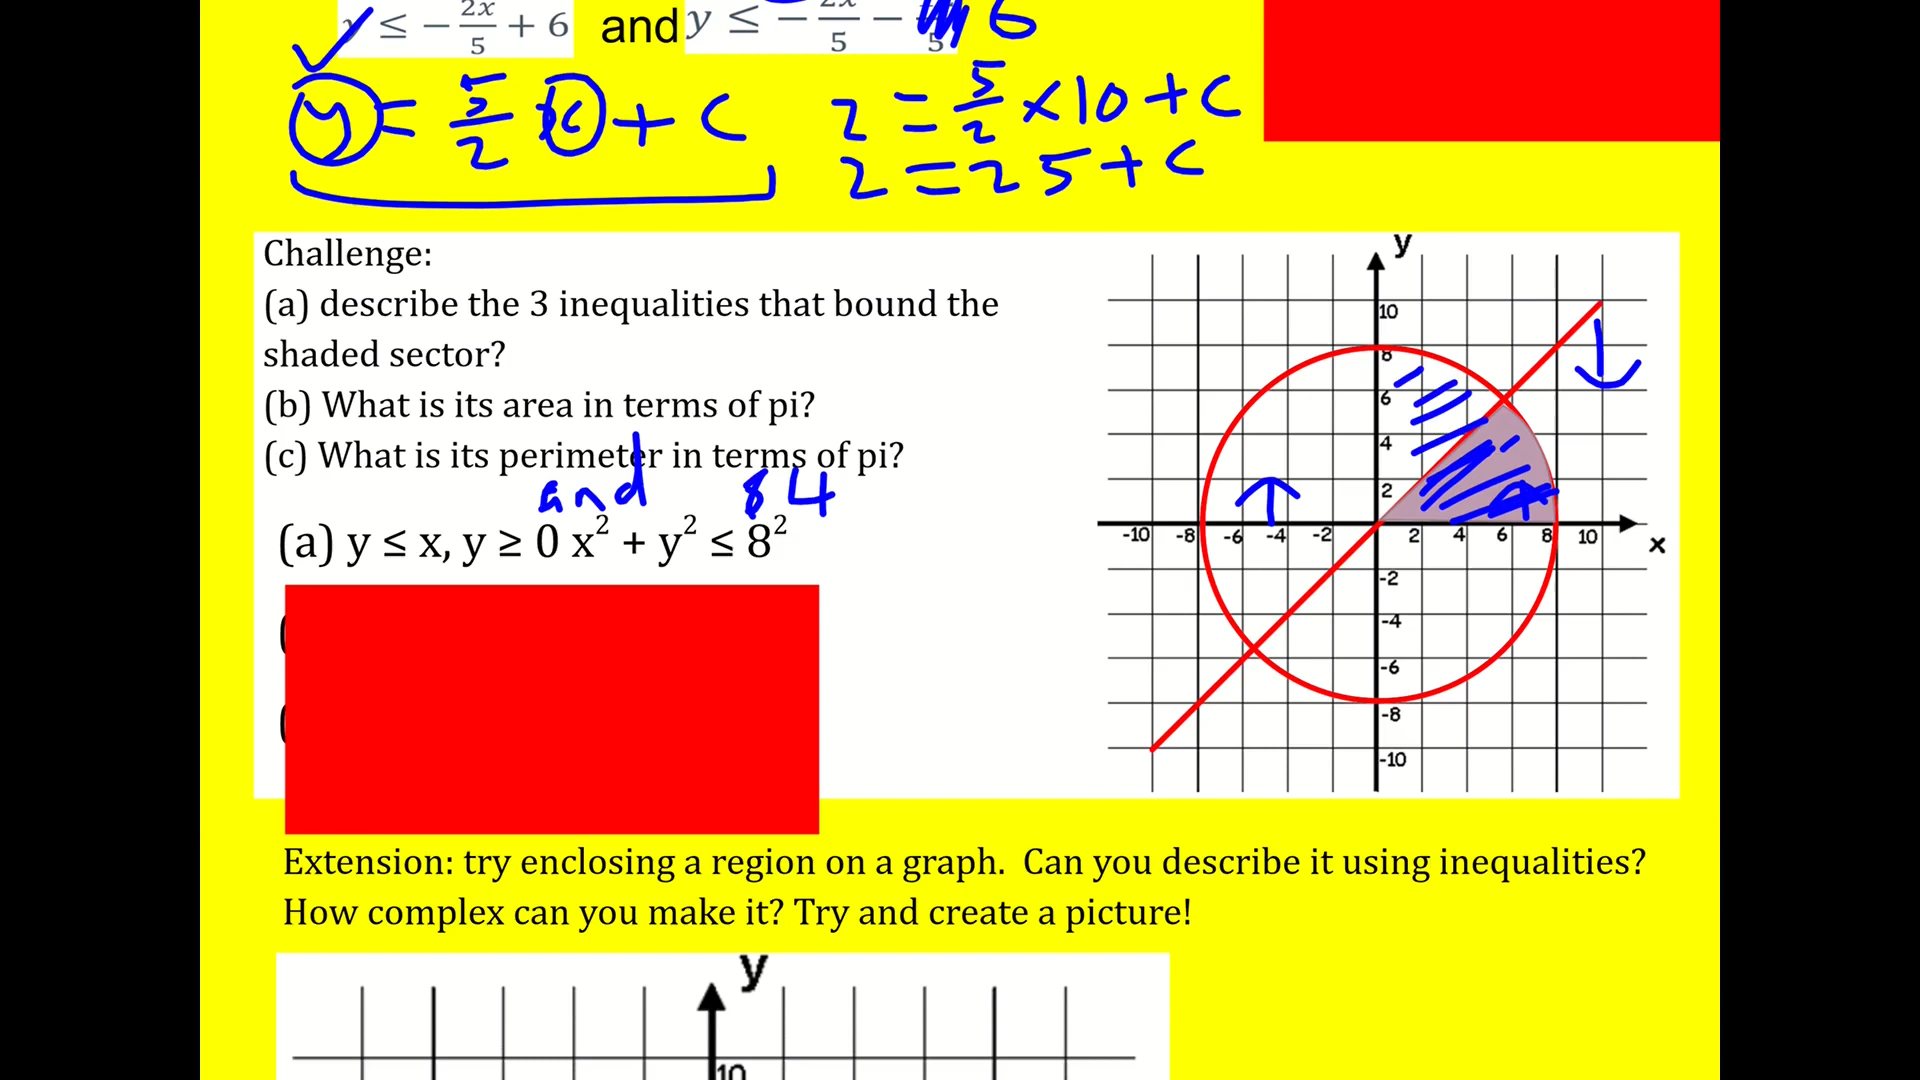 ≤ − 2x/5 + 6 and y ≤ − 2x/5 − 6
y = 5/2 x + c 2 = 5/2 × 10 + c
2 = 25 + c
Challenge:
(a) describe the 3 inequalities that bound the
shaded sector?
(b) What is its area in terms of pi?
(c) What is its perimeter in terms of pi?
and 84
(a) y ≤ x, y ≥ 0 x² + y² ≤ 8²
y
10
8
6
4
2
-10 -8 -6 -4 -2 2 4 6 8 10 x
-2
-4
-6
-8
-10
Extension: try enclosing a region on a graph. Can you describe it using inequalities?
How complex can you make it? Try and create a picture!
y
10